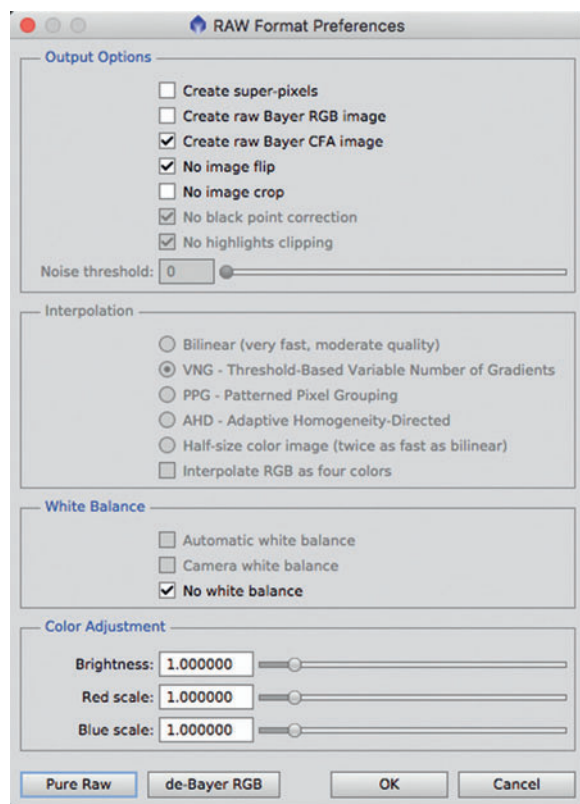 RAW Format Preferences
Output Options
Create super-pixels
Create raw Bayer RGB image
Create raw Bayer CFA image
No image flip
No image crop
No black point correction
No highlights clipping
Noise threshold: 0
Interpolation
Bilinear (very fast, moderate quality)
VNG - Threshold-Based Variable Number of Gradients
PPG - Patterned Pixel Grouping
AHD - Adaptive Homogeneity-Directed
Half-size color image (twice as fast as bilinear)
Interpolate RGB as four colors
White Balance
Automatic white balance
Camera white balance
No white balance
Color Adjustment
Brightness: 1.000000
Red scale: 1.000000
Blue scale: 1.000000
Pure Raw de-Bayer RGB OK Cancel